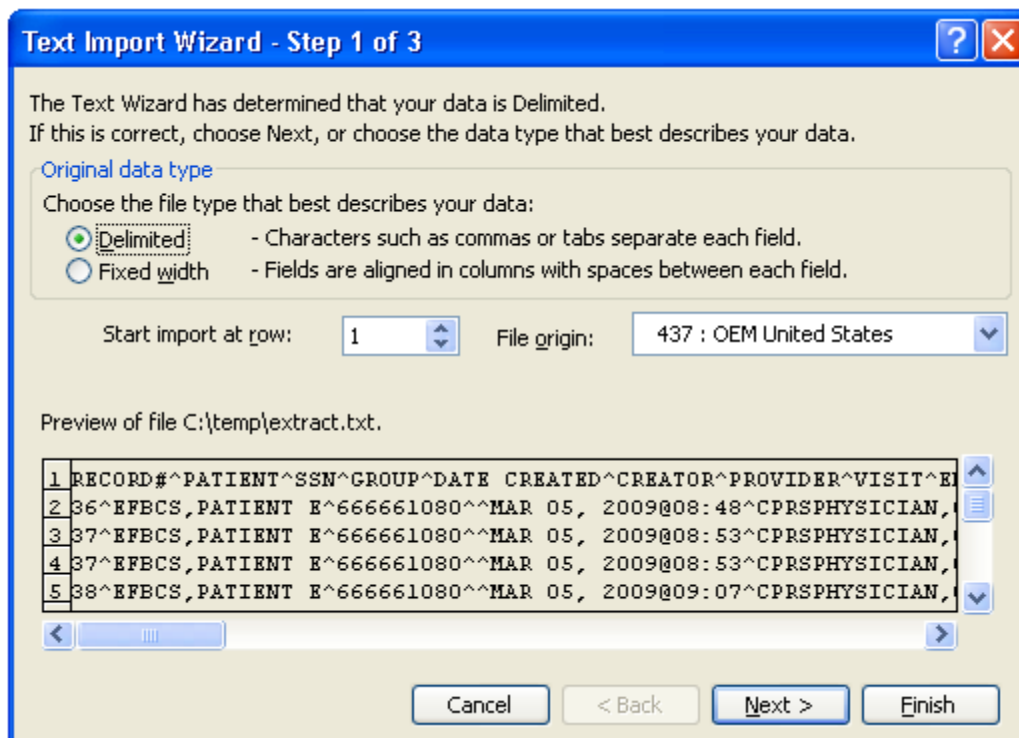 Text Import Wizard - Step 1 of 3
The Text Wizard has determined that your data is Delimited.
If this is correct, choose Next, or choose the data type that best describes your data.
Original data type
Choose the file type that best describes your data:
Delimited - Characters such as commas or tabs separate each field.
Fixed width - Fields are aligned in columns with spaces between each field.
Start import at row: 1 File origin: 437 : OEM United States
Preview of file C:\temp\extract.txt.
1 RECORD#^PATIENT^SSN^GROUP^DATE CREATED^CREATOR^PROVIDER^VISIT^E
2 36^EFBCS,PATIENT E^666661080^^MAR 05, 2009@08:48^CPRSPHYSICIAN,
3 37^EFBCS,PATIENT E^666661080^^MAR 05, 2009@08:53^CPRSPHYSICIAN,
4 37^EFBCS,PATIENT E^666661080^^MAR 05, 2009@08:53^CPRSPHYSICIAN,
5 38^EFBCS,PATIENT E^666661080^^MAR 05, 2009@09:07^CPRSPHYSICIAN,
Cancel < Back Next > Finish